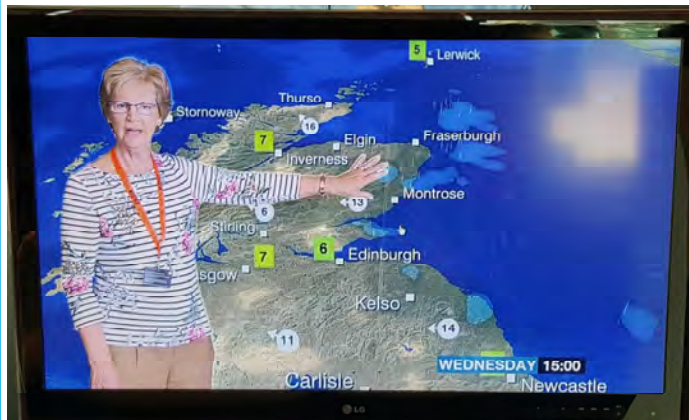 5 Lerwick
Thurso
Stornoway
16
7
Elgin
Fraserburgh
Inverness
Montrose
13
6
Stirling
6
Edinburgh
7
sgow
Kelso
14
11
WEDNESDAY 15:00
Carlisle
Newcastle
LG